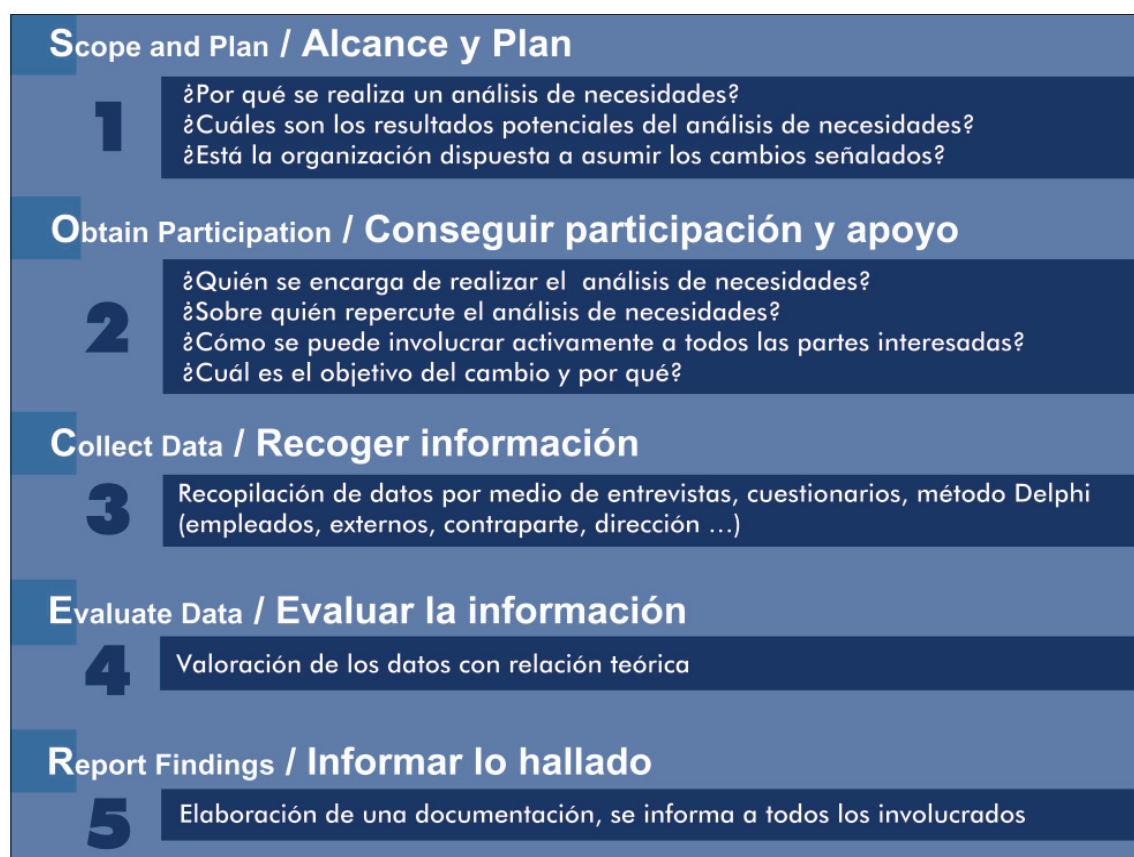 Scope and Plan / Alcance y Plan
1
¿Por qué se realiza un análisis de necesidades?
¿Cuáles son los resultados potenciales del análisis de necesidades?
¿Está la organización dispuesta a asumir los cambios señalados?
Obtain Participation / Conseguir participación y apoyo
2
¿Quién se encarga de realizar el análisis de necesidades?
¿Sobre quién repercute el análisis de necesidades?
¿Cómo se puede involucrar activamente a todos las partes interesadas?
¿Cuál es el objetivo del cambio y por qué?
Collect Data / Recoger información
3
Recopilación de datos por medio de entrevistas, cuestionarios, método Delphi
(empleados, externos, contraparte, dirección ...)
Evaluate Data / Evaluar la información
4
Valoración de los datos con relación teórica
Report Findings / Informar lo hallado
5
Elaboración de una documentación, se informa a todos los involucrados